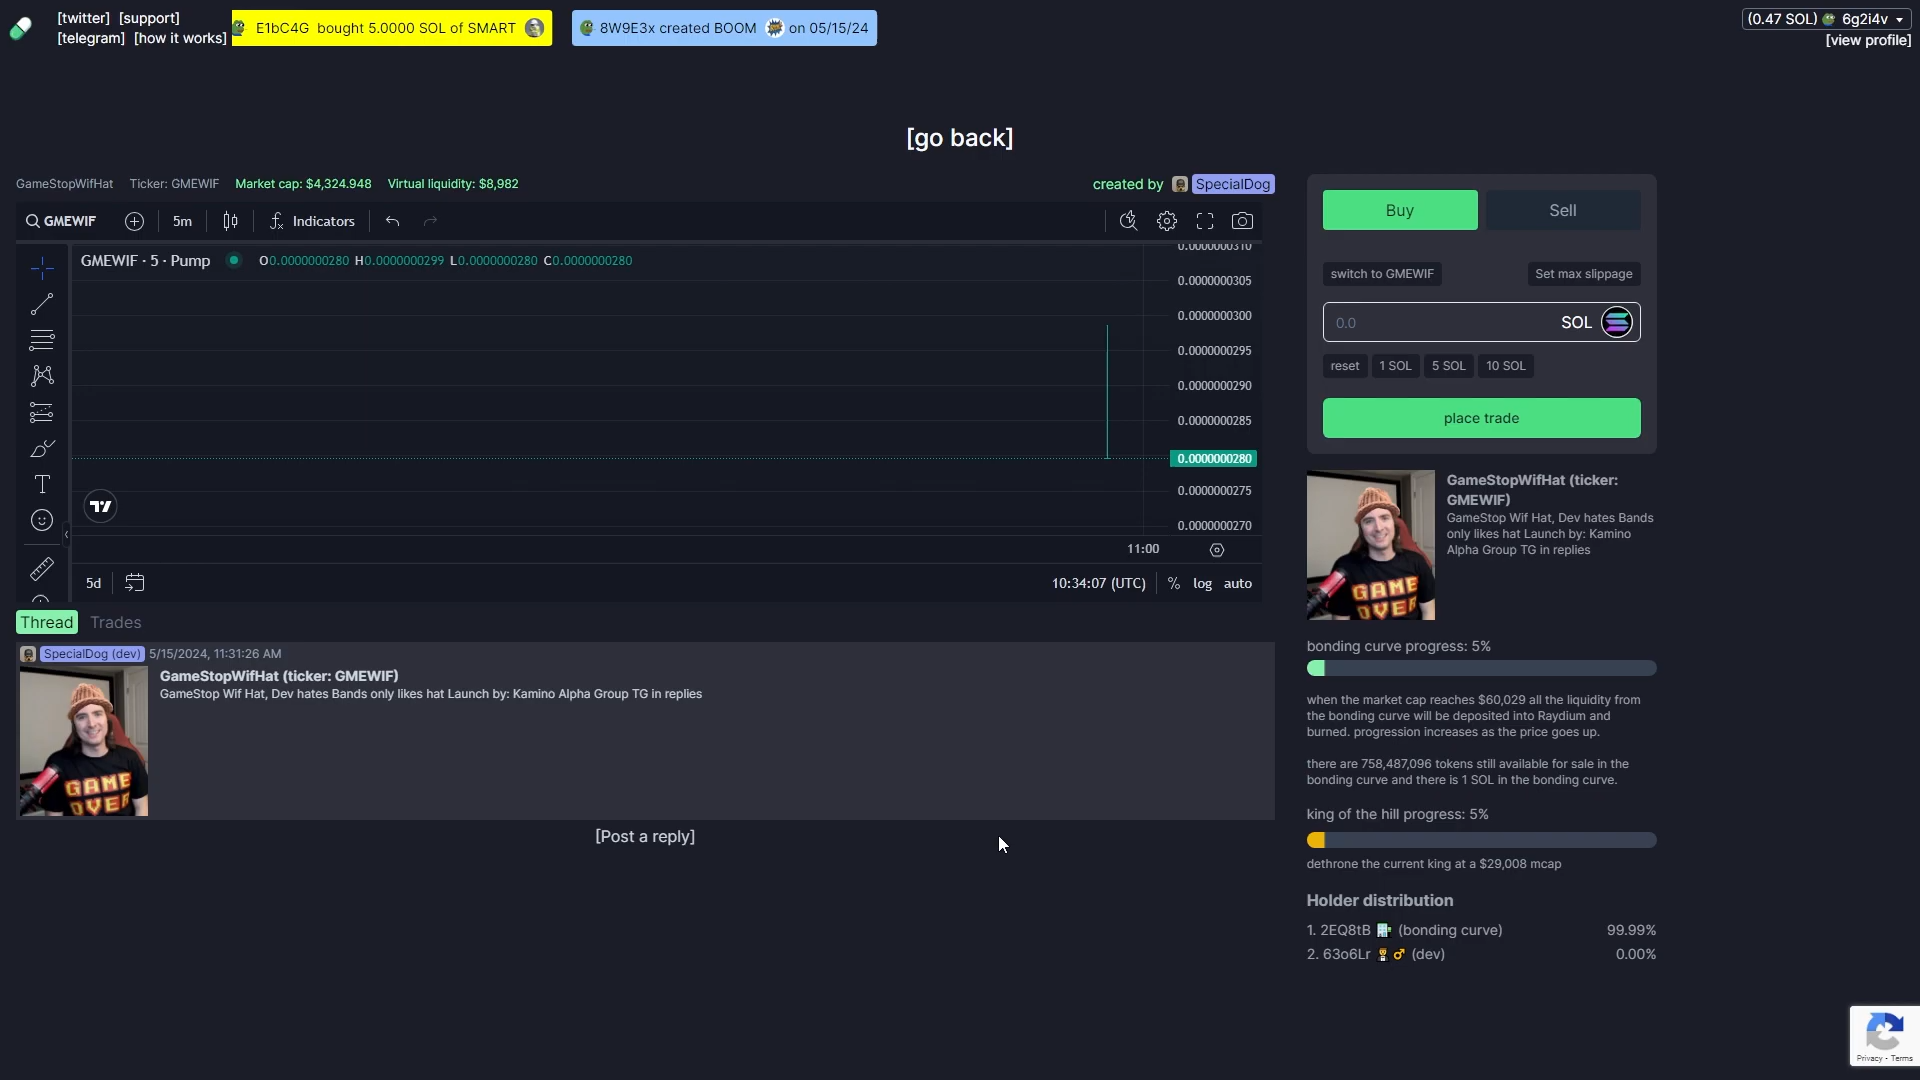 [twitter] [support]
[telegram] [how it works]
E1bC4G bought 5.0000 SOL of SMART
8W9E3x created BOOM on 05/15/24
(0.47 SOL) 6g2i4v
[view profile]
[go back]
GameStopWifHat Ticker: GMEWIF Market cap: $4,324.948 Virtual liquidity: $8,982
created by SpecialDog
GMEWIF 5m Indicators
GMEWIF · 5 · Pump O0.0000000280 H0.0000000299 L0.0000000280 C0.0000000280
0.0000000310
0.0000000305
0.0000000300
0.0000000295
0.0000000290
0.0000000285
0.0000000280
0.0000000275
0.0000000270
11:00
5d
10:34:07 (UTC) % log auto
Thread Trades
SpecialDog (dev) 5/15/2024, 11:31:26 AM
GameStopWifHat (ticker: GMEWIF)
GameStop Wif Hat, Dev hates Bands only likes hat Launch by: Kamino Alpha Group TG in replies
GAME
OVER
[Post a reply]
Buy Sell
switch to GMEWIF Set max slippage
0.0 SOL
reset 1 SOL 5 SOL 10 SOL
place trade
GAME
OVER
GameStopWifHat (ticker:
GMEWIF)
GameStop Wif Hat, Dev hates Bands
only likes hat Launch by: Kamino
Alpha Group TG in replies
bonding curve progress: 5%
when the market cap reaches $60,029 all the liquidity from
the bonding curve will be deposited into Raydium and
burned. progression increases as the price goes up.
there are 758,487,096 tokens still available for sale in the
bonding curve and there is 1 SOL in the bonding curve.
king of the hill progress: 5%
dethrone the current king at a $29,008 mcap
Holder distribution
1. 2EQ8tB (bonding curve) 99.99%
2. 63o6Lr (dev) 0.00%
Privacy - Terms